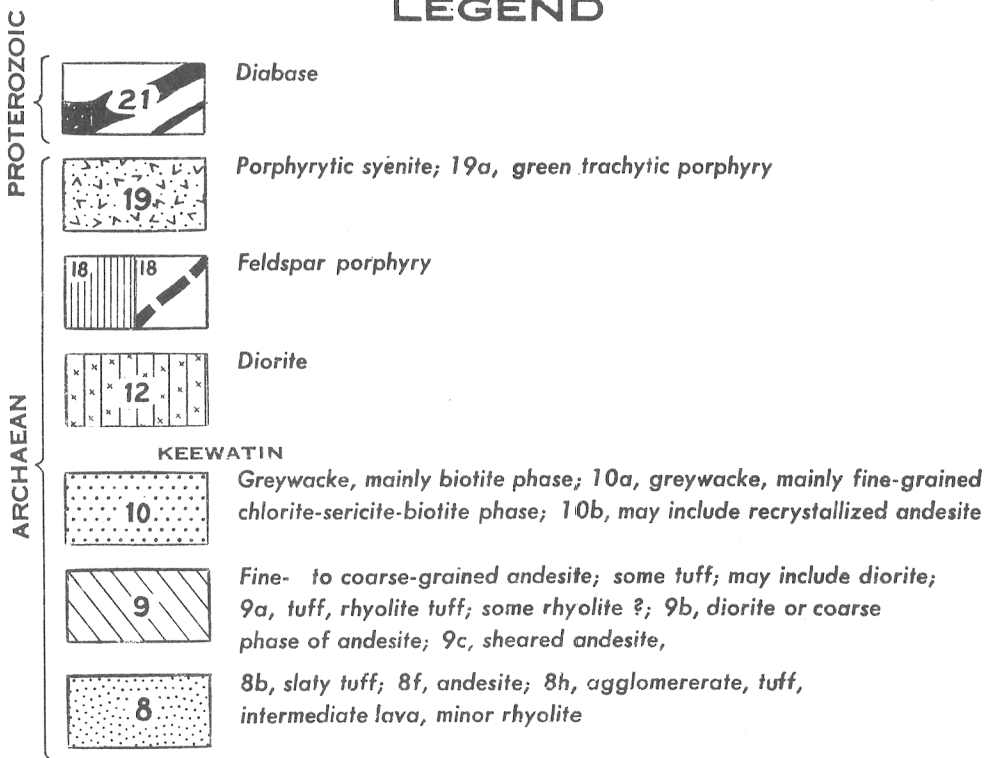 LEGEND
PROTEROZOIC
21
Diabase
19
Porphyrytic syenite; 19a, green trachytic porphyry
18 18
Feldspar porphyry
12
Diorite
ARCHAEAN
KEEWATIN
10
Greywacke, mainly biotite phase; 10a, greywacke, mainly fine-grained
chlorite-sericite-biotite phase; 10b, may include recrystallized andesite
9
Fine- to coarse-grained andesite; some tuff; may include diorite;
9a, tuff, rhyolite tuff; some rhyolite ?; 9b, diorite or coarse
phase of andesite; 9c, sheared andesite,
8
8b, slaty tuff; 8f, andesite; 8h, agglomererate, tuff,
intermediate lava, minor rhyolite